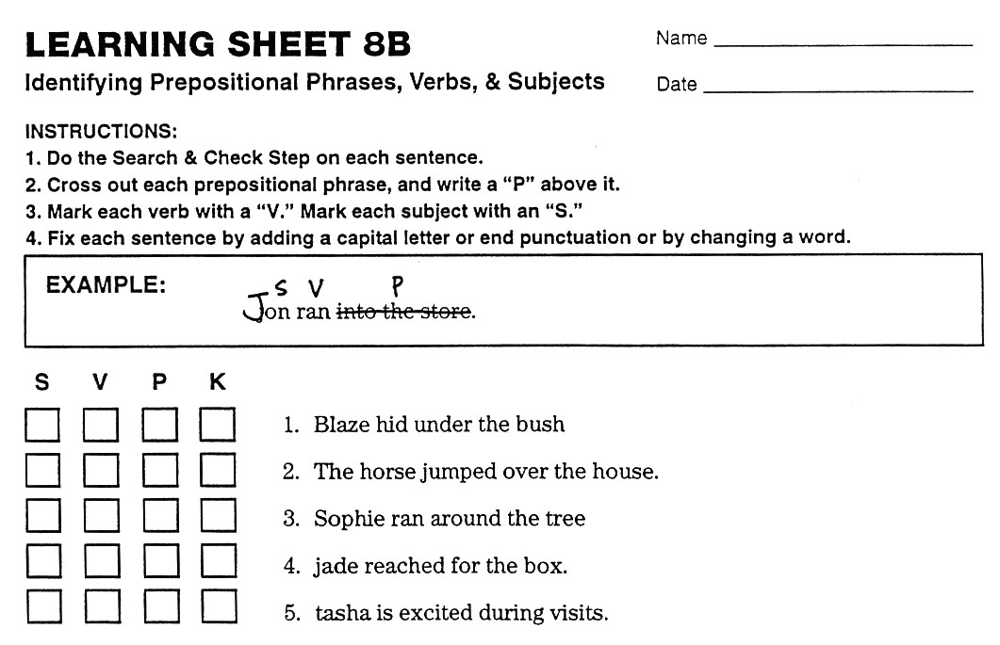 LEARNING SHEET 8B
Name
Identifying Prepositional Phrases, Verbs, & Subjects
Date
INSTRUCTIONS:
1. Do the Search & Check Step on each sentence.
2. Cross out each prepositional phrase, and write a “P” above it.
3. Mark each verb with a “V.” Mark each subject with an “S.”
4. Fix each sentence by adding a capital letter or end punctuation or by changing a word.
EXAMPLE:
S V P
Jon ran into the store.
S V P K
1. Blaze hid under the bush
2. The horse jumped over the house.
3. Sophie ran around the tree
4. jade reached for the box.
5. tasha is excited during visits.